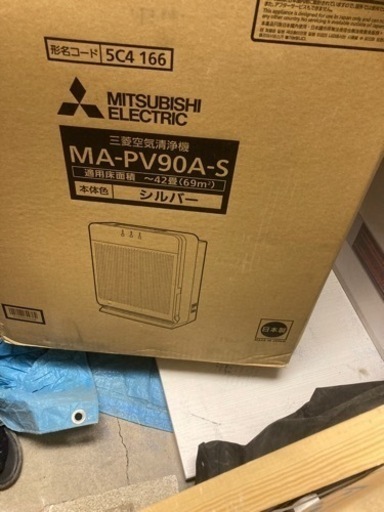 形名コード 5C4 166
MITSUBISHI
ELECTRIC
三菱空気清浄機
MA-PV90A-S
適用床面積 ～42畳(69m²)
本体色 シルバー
日本製